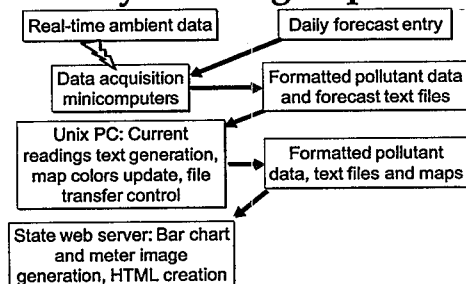 Real-time ambient data
Daily forecast entry
Data acquisition
minicomputers
Formatted pollutant data
and forecast text files
Unix PC: Current
readings text generation,
map colors update, file
transfer control
Formatted pollutant
data, text files and maps
State web server: Bar chart
and meter image
generation, HTML creation